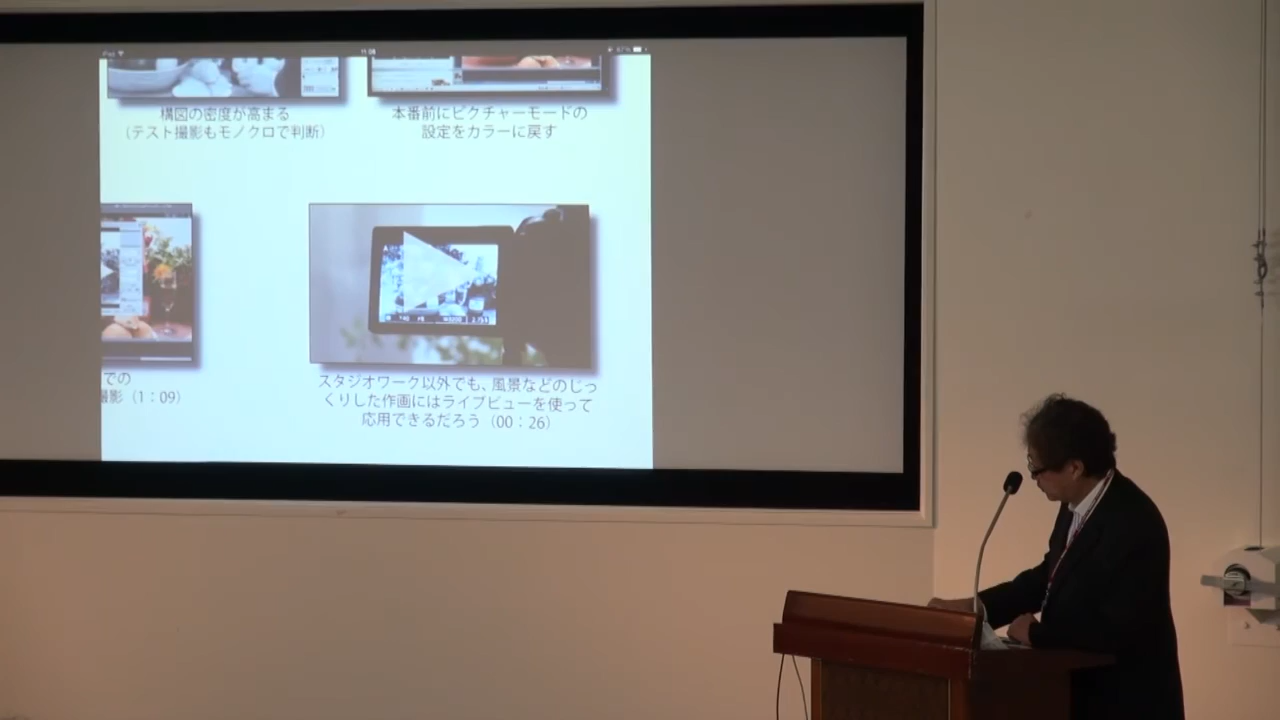 iPad
11:08
構図の密度が高まる
(テスト撮影もモノクロで判断)
本番前にピクチャーモードの
設定をカラーに戻す
での
撮影(1:09)
スタジオワーク以外でも、風景などのじっ
くりした作画にはライブビューを使って
応用できるだろう(00:26)